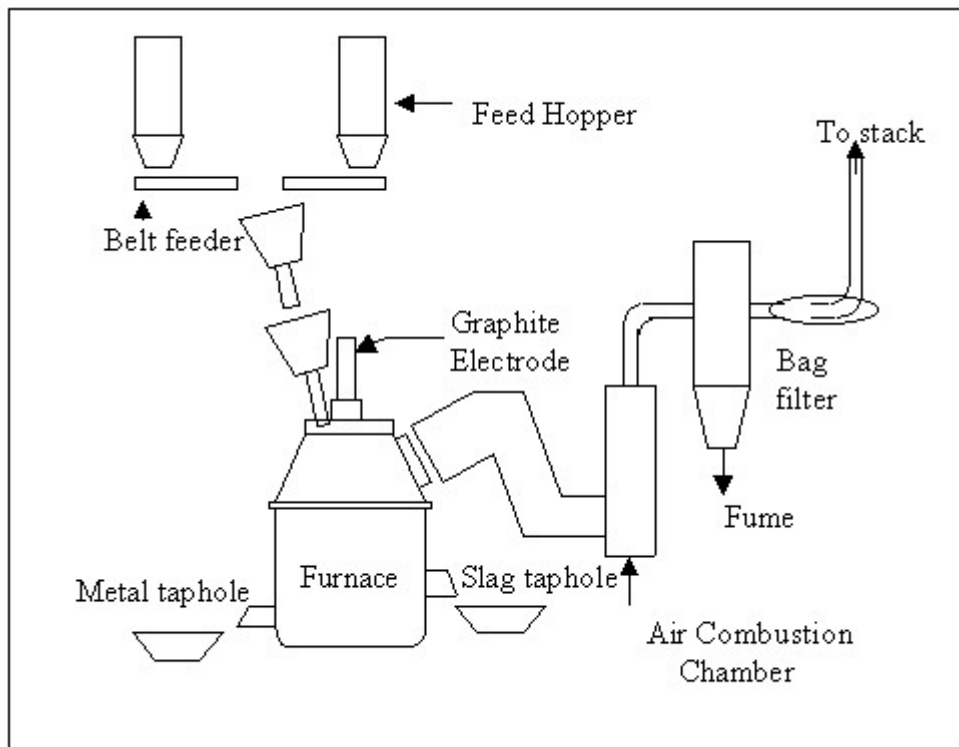 Feed Hopper
To stack
Belt feeder
Graphite
Electrode
Bag
filter
Fume
Furnace
Slag taphole
Metal taphole
Air Combustion
Chamber